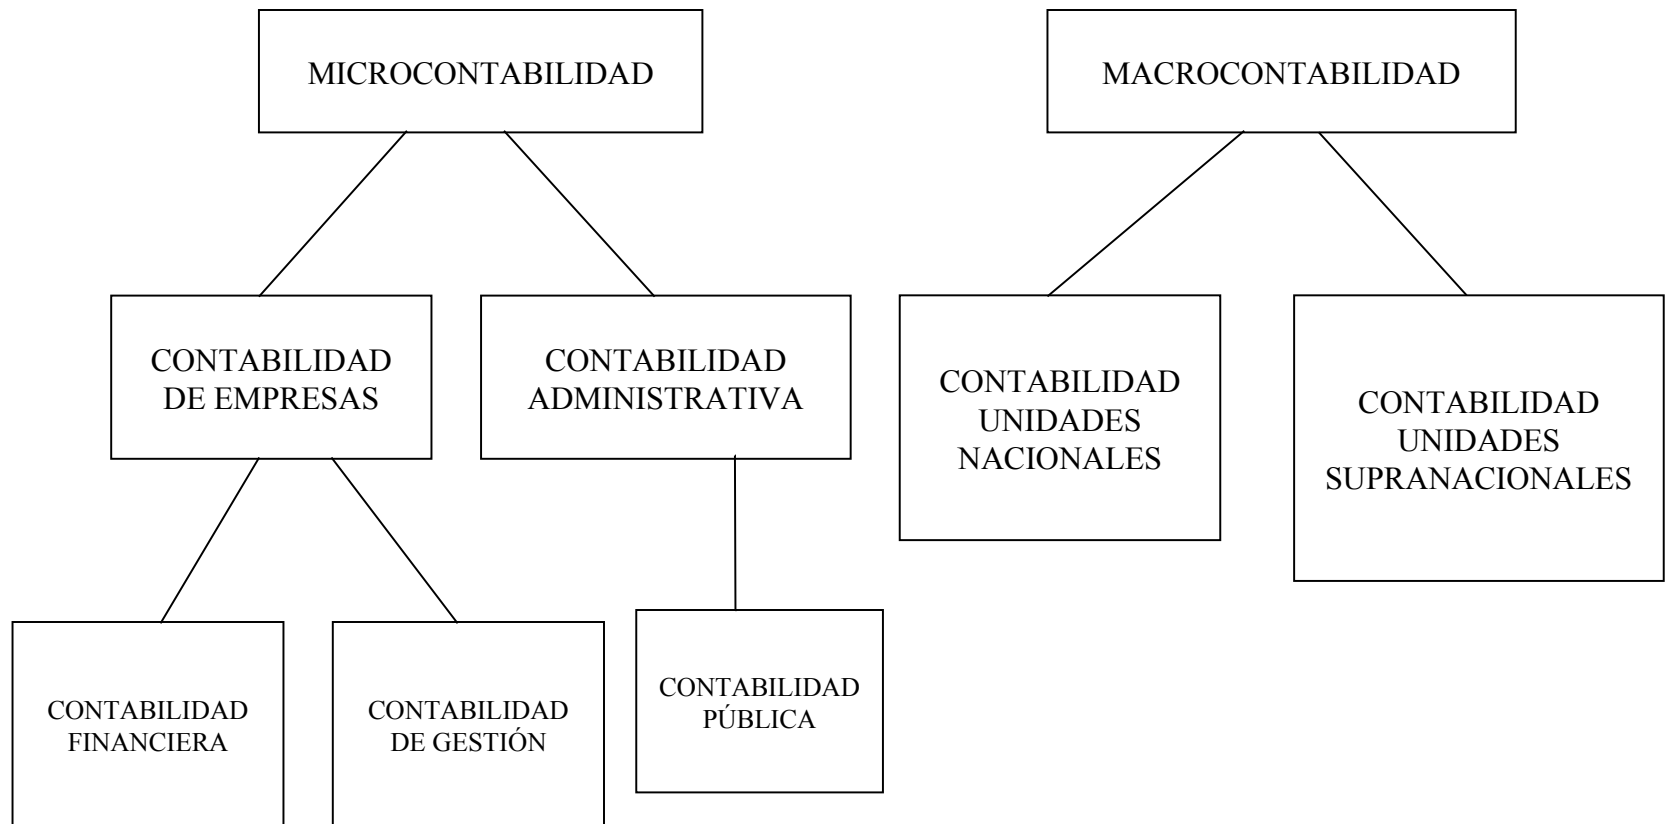 MICROCONTABILIDAD
MACROCONTABILIDAD
CONTABILIDAD
DE EMPRESAS
CONTABILIDAD
ADMINISTRATIVA
CONTABILIDAD
UNIDADES
NACIONALES
CONTABILIDAD
UNIDADES
SUPRANACIONALES
CONTABILIDAD
FINANCIERA
CONTABILIDAD
DE GESTIÓN
CONTABILIDAD
PÚBLICA